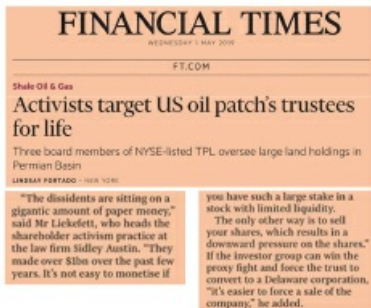 FINANCIAL TIMES
WEDNESDAY 1 MAY 2019
FT.COM
Shale Oil & Gas
Activists target US oil patch's trustees
for life
Three board members of NYSE-listed TPL oversee large land holdings in
Permian Basin
LINDSAY FORTADO – NEW YORK
"The dissidents are sitting on a
gigantic amount of paper money,"
said Mr Liekefett, who heads the
shareholder activism practice at
the law firm Sidley Austin. "They
made over $1bn over the past few
years. It's not easy to monetise if
you have such a large stake in a
stock with limited liquidity.
The only other way is to sell
your shares, which results in a
downward pressure on the shares."
If the investor group can win the
proxy fight and force the trust to
convert to a Delaware corporation,
"it's easier to force a sale of the
company," he added.